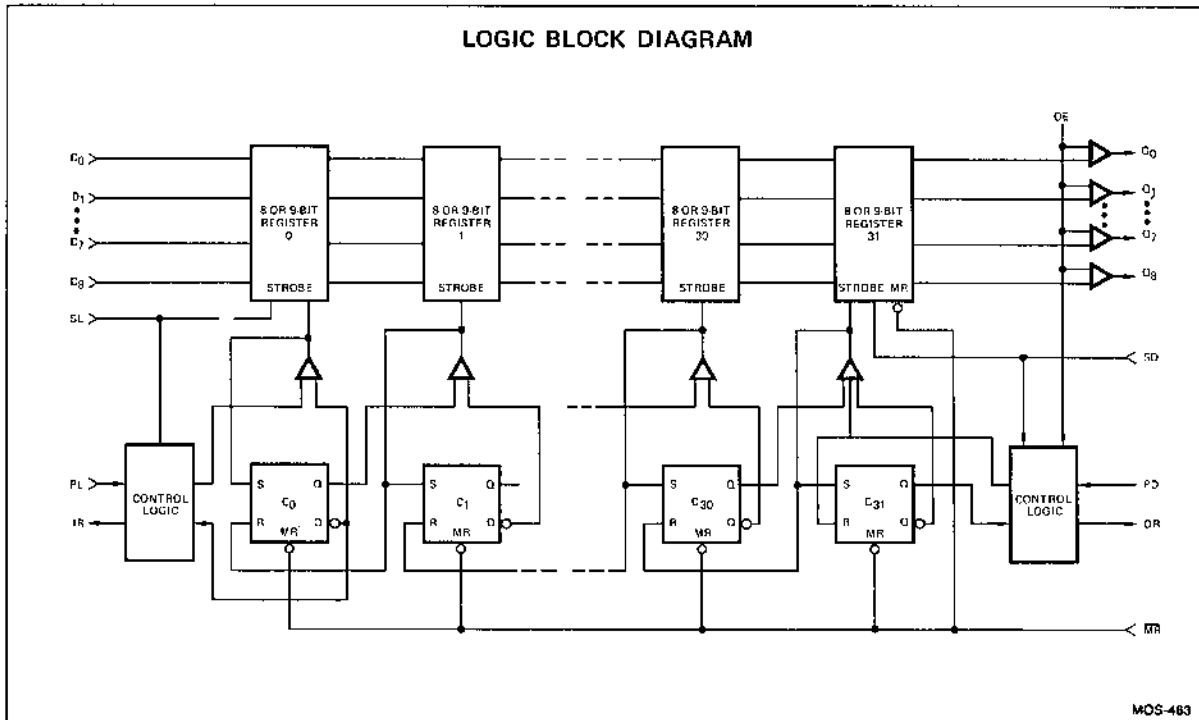 LOGIC BLOCK DIAGRAM
OE
D0
D1
D7
D8
SL
8 OR 9-BIT
REGISTER
0
STROBE
8 OR 9-BIT
REGISTER
1
STROBE
8 OR 9-BIT
REGISTER
30
STROBE
8 OR 9-BIT
REGISTER
31
STROBE MR
O0
O1
O7
O8
SD
PL
IR
CONTROL
LOGIC
S Q
C0
R Q
MR
S Q
C1
R Q
MR
S Q
C30
R Q
MR
S Q
C31
R Q
MR
CONTROL
LOGIC
PD
OR
MR
MOS-463